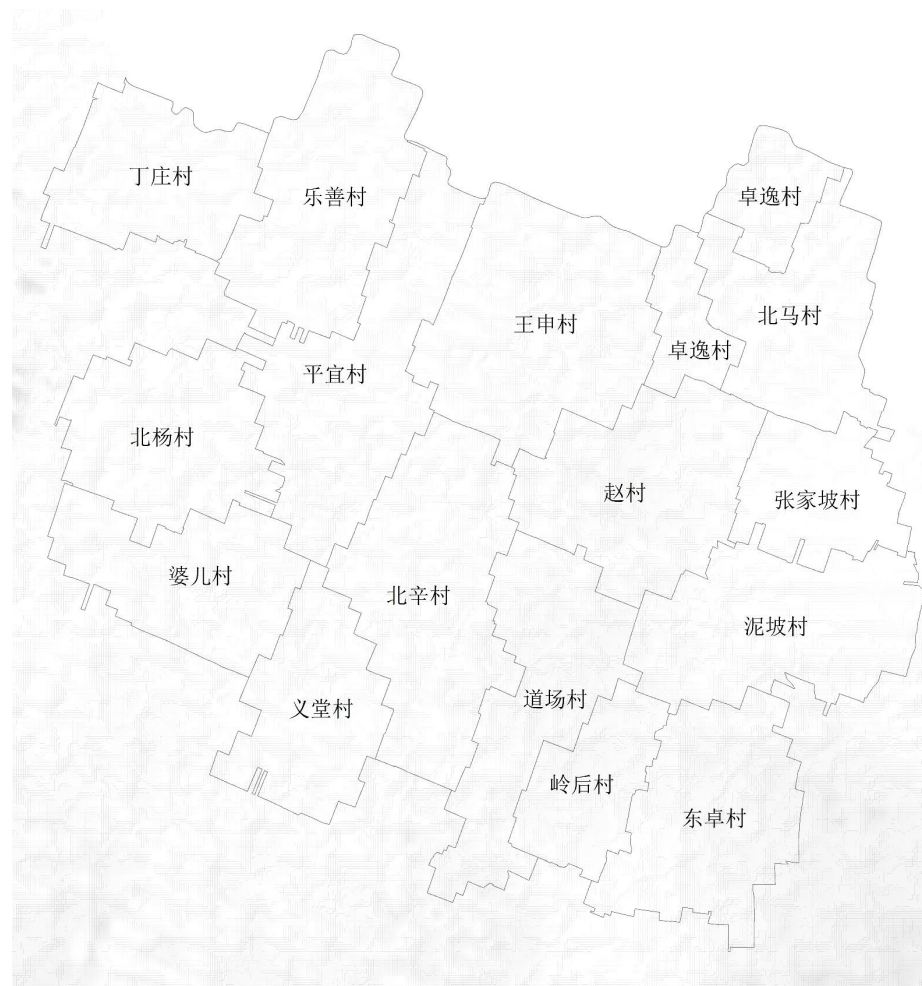 丁庄村
乐善村
卓逸村
王申村
北马村
卓逸村
平宜村
北杨村
赵村
张家坡村
婆儿村
北辛村
泥坡村
义堂村
道场村
岭后村
东卓村